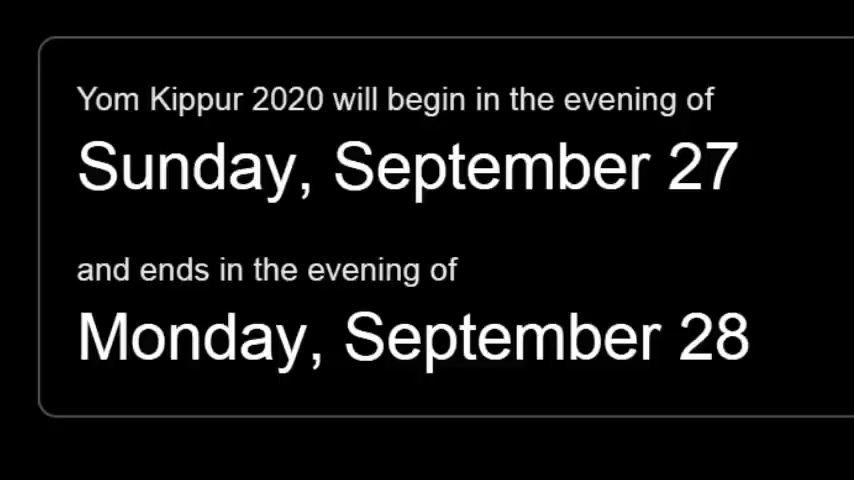 Yom Kippur 2020 will begin in the evening of
Sunday, September 27
and ends in the evening of
Monday, September 28